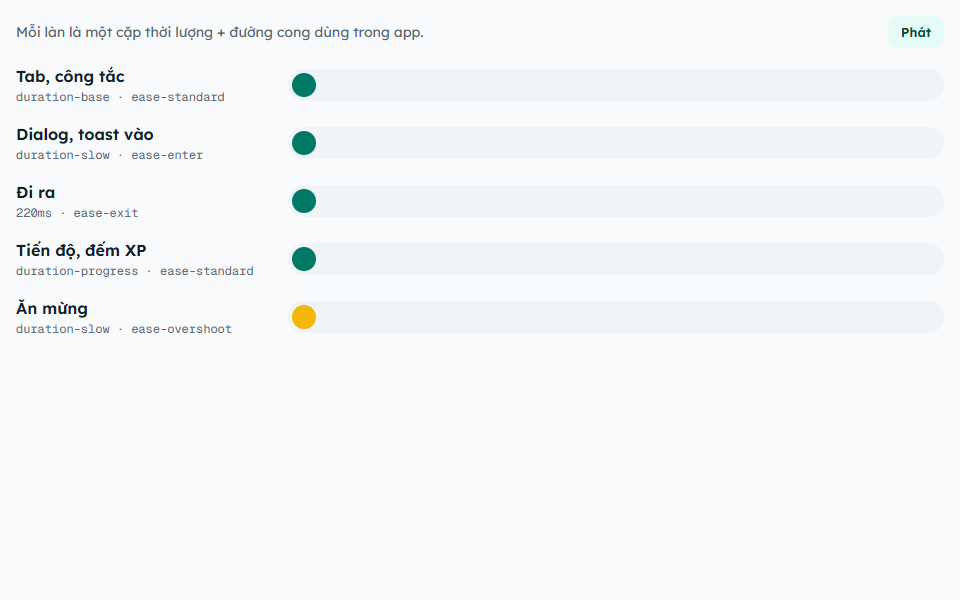 Mỗi làn là một cặp thời lượng + đường cong dùng trong app.
Phát
Tab, công tắc
duration-base · ease-standard
Dialog, toast vào
duration-slow · ease-enter
Đi ra
220ms · ease-exit
Tiến độ, đếm XP
duration-progress · ease-standard
Ăn mừng
duration-slow · ease-overshoot